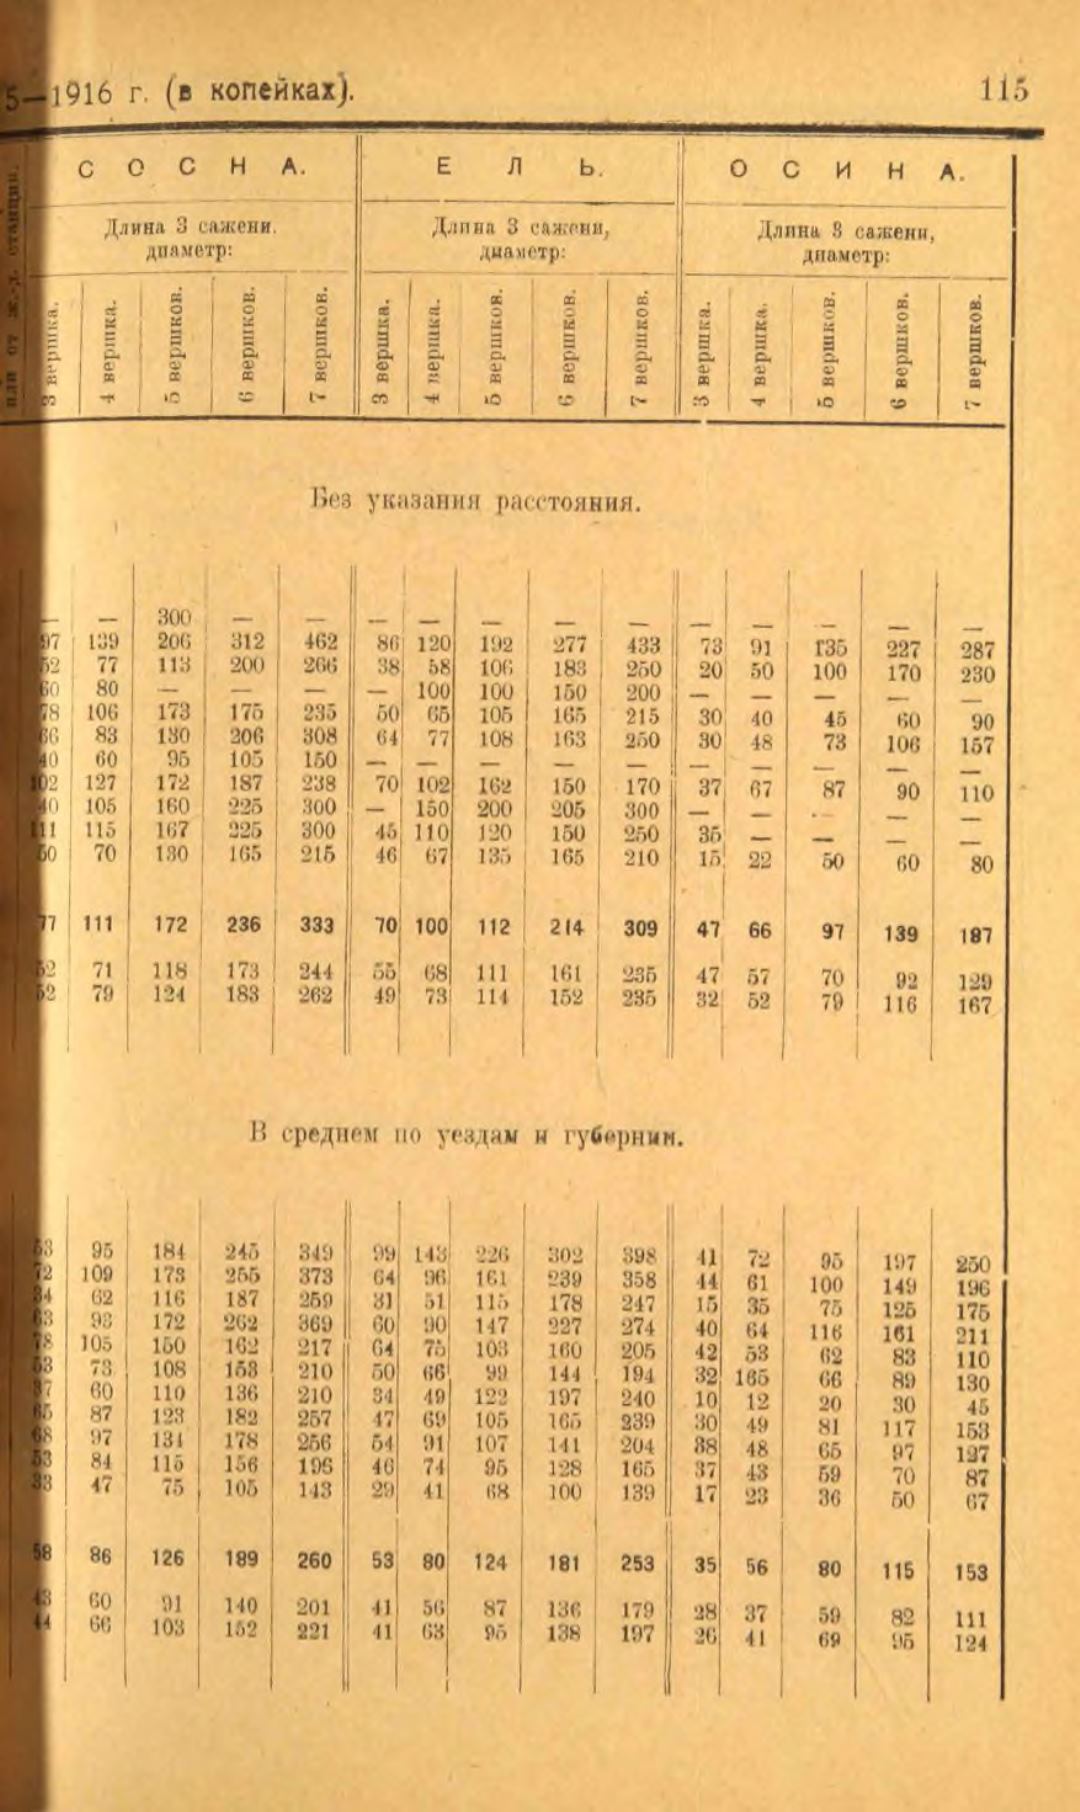 5—1916 г. (в копейках). 115
СОСНА. ЕЛЬ. ОСИНА.
Длина 3 сажени. Длина 3 сажени, Длина 3 сажени,
диаметр: диаметр: диаметр:
или от ж.-д. станции.
3 вершка. 4 вершка. 5 вершков. 6 вершков. 7 вершков. 3 вершка. 4 вершка. 5 вершков. 6 вершков. 7 вершков. 3 вершка. 4 вершка. 5 вершков. 6 вершков. 7 вершков.
Без указания расстояния.
— — 300 — — — — — — — — — — — —
97 139 206 312 462 86 120 192 277 433 73 91 135 227 287
52 77 113 200 266 38 58 106 183 250 20 50 100 170 230
60 80 — — — — 100 100 150 200 — — — — —
78 106 173 175 235 50 65 105 165 215 30 40 45 60 90
66 83 130 206 308 64 77 108 163 250 30 48 73 106 157
40 60 95 105 150 — — — — — — — — — —
102 127 172 187 238 70 102 162 150 170 37 67 87 90 110
40 105 160 225 300 — 150 200 205 300 — — — — —
111 115 167 225 300 45 110 120 150 250 35 — — — —
50 70 130 165 215 46 67 135 165 210 15 22 50 60 80
77 111 172 236 333 70 100 112 214 309 47 66 97 139 187
52 71 118 173 244 55 68 111 161 235 47 57 70 92 129
52 79 124 183 262 49 73 114 152 235 32 52 79 116 167
В среднем по уездам и губернии.
53 95 184 245 349 99 143 226 302 398 41 72 95 197 250
72 109 173 255 373 64 96 161 239 358 44 61 100 149 196
34 62 116 187 259 31 51 115 178 247 15 35 75 125 175
63 93 172 262 369 60 90 147 227 274 40 64 116 161 211
78 105 150 162 217 64 75 103 160 205 42 53 62 83 110
53 73 108 153 210 50 66 99 144 194 32 165 66 89 130
37 60 110 136 210 34 49 122 197 240 10 12 20 30 45
65 87 123 182 257 47 69 105 165 239 30 49 81 117 153
68 97 131 178 256 54 91 107 141 204 38 48 65 97 127
53 84 115 156 196 46 74 95 128 165 37 43 59 70 87
33 47 75 105 143 29 41 68 100 139 17 23 36 50 67
58 86 126 189 260 53 80 124 181 253 35 56 80 115 153
43 60 91 140 201 41 56 87 136 179 28 37 59 82 111
44 66 103 152 221 41 63 95 138 197 26 41 69 95 124